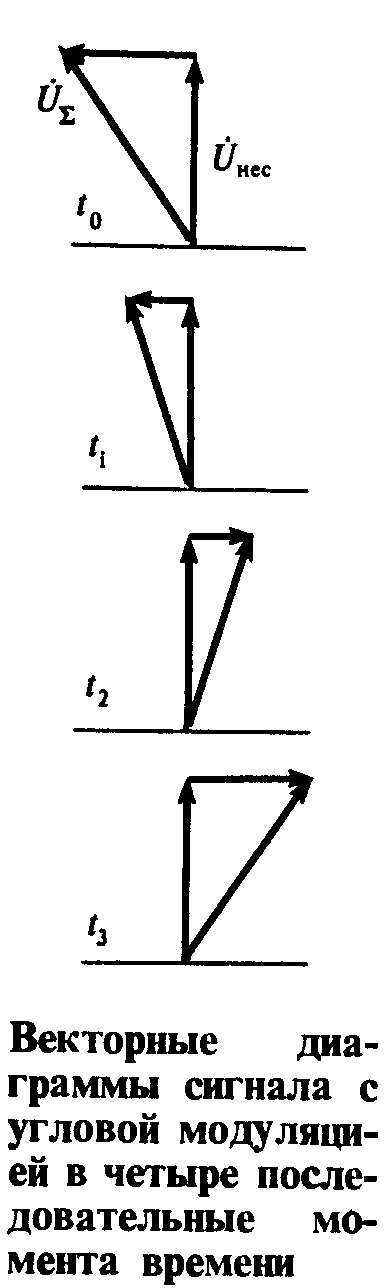 U̇Σ
U̇нес
t₀
t₁
t₂
t₃
Векторные диа-
граммы сигнала с
угловой модуляци-
ей в четыре после-
довательные мо-
мента времени